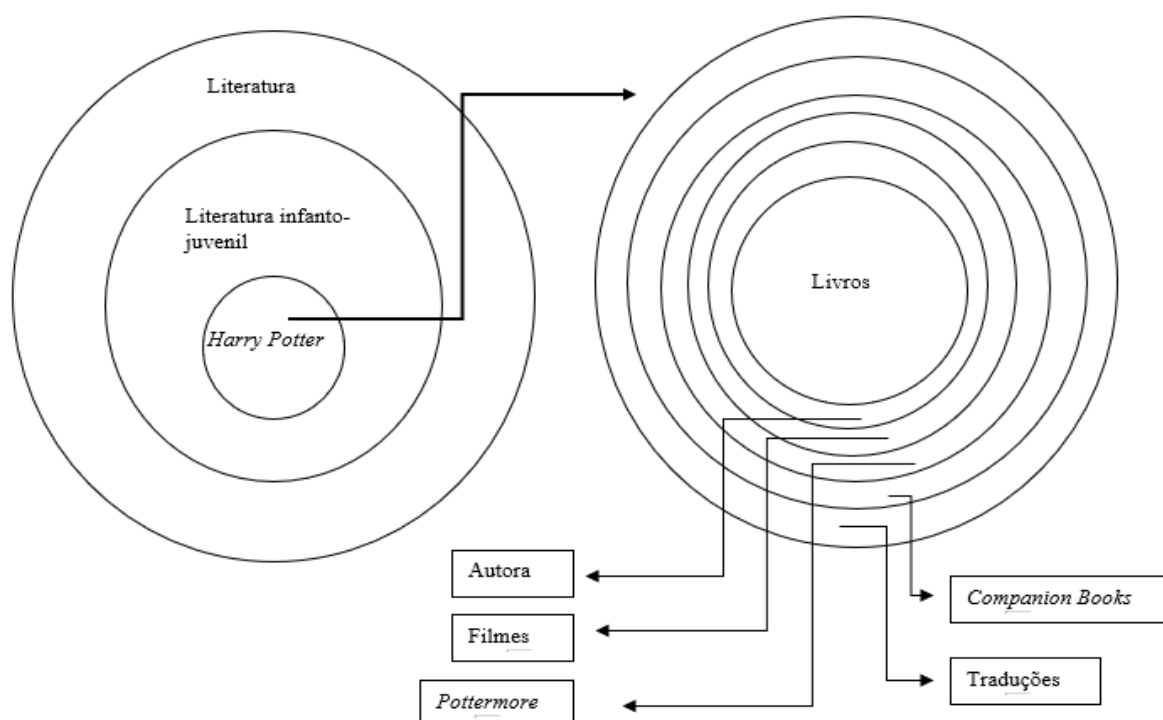 Literatura
Literatura infanto-
juvenil
Harry Potter
Livros
Autora
Filmes
Pottermore
Companion Books
Traduções